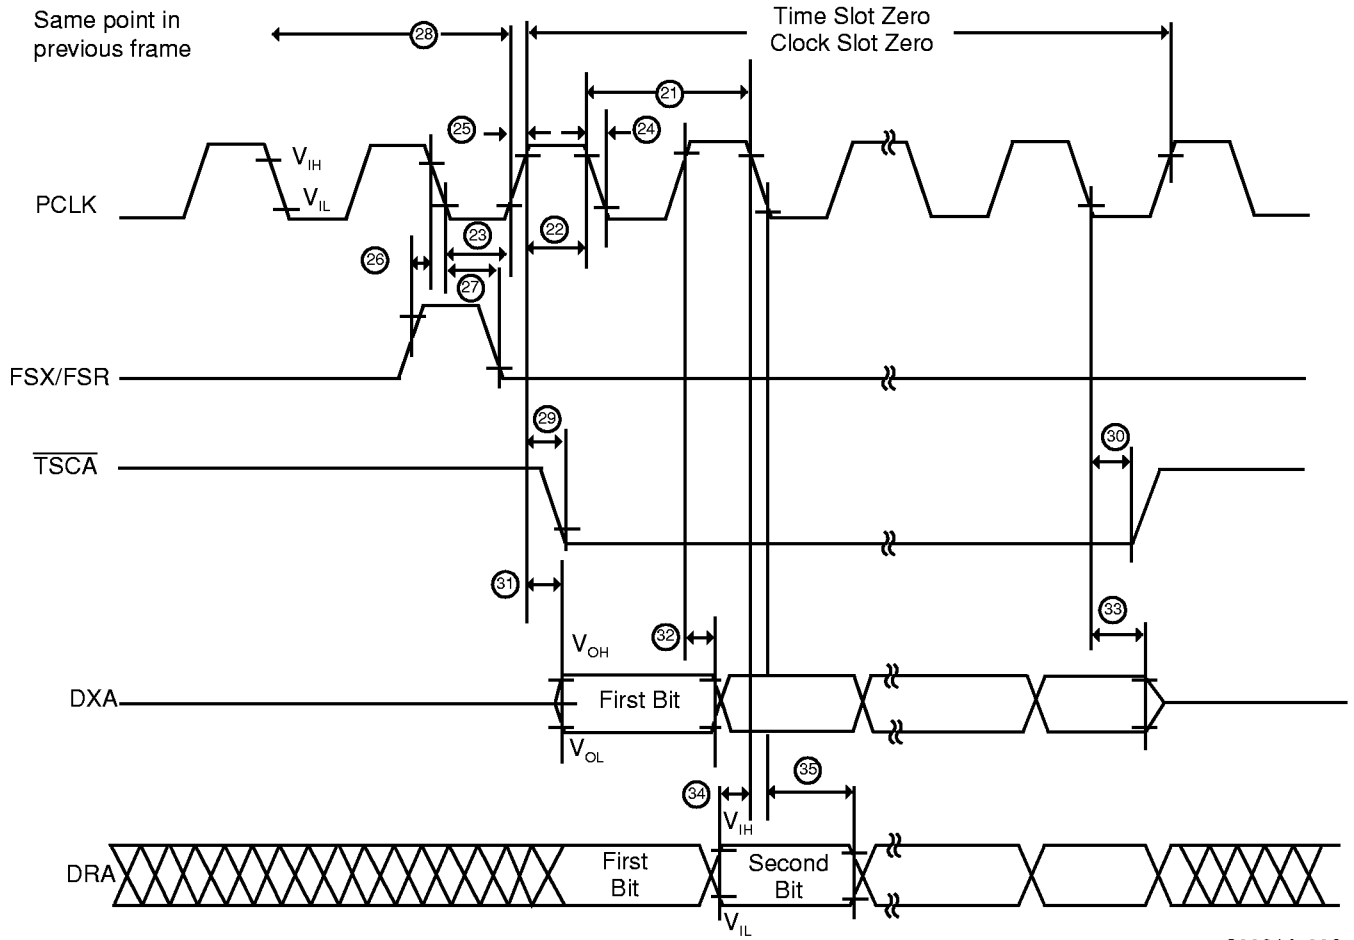 Same point in
previous frame
28
Time Slot Zero
Clock Slot Zero
21
25
24
VIH
VIL
PCLK
23
22
26
27
FSX/FSR
29
30
TSCA
31
32
33
VOH
DXA
First Bit
VOL
34
35
VIH
DRA
First
Bit
Second
Bit
VIL